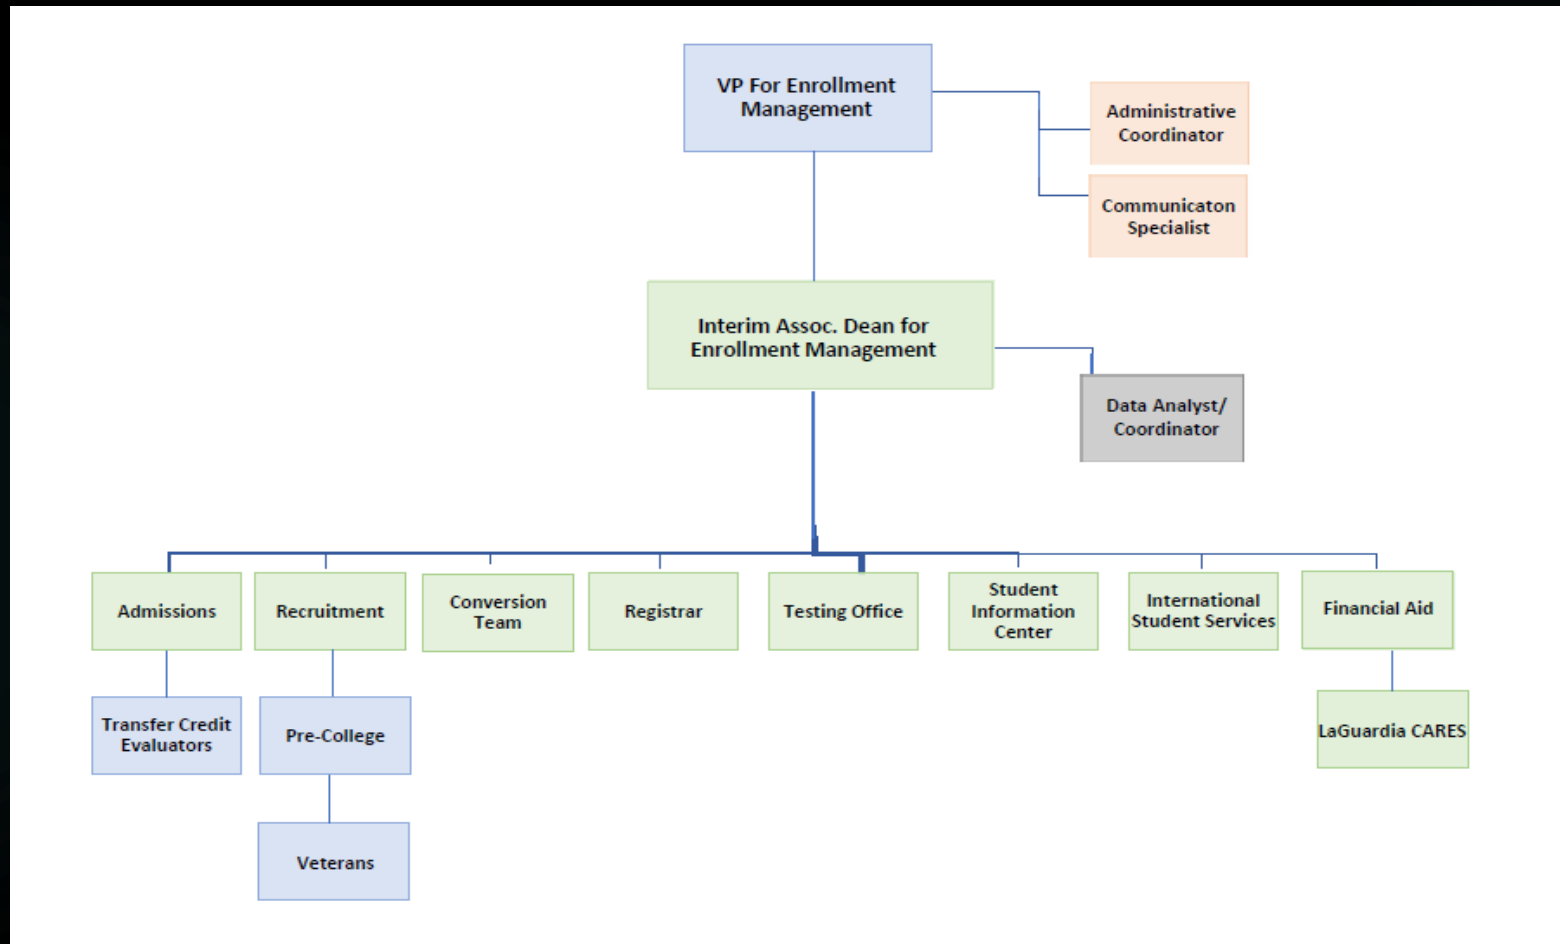 VP For Enrollment
Management
Administrative
Coordinator
Communicaton
Specialist
Interim Assoc. Dean for
Enrollment Management
Data Analyst/
Coordinator
Admissions
Recruitment
Conversion
Team
Registrar
Testing Office
Student
Information
Center
International
Student Services
Financial Aid
Transfer Credit
Evaluators
Pre-College
LaGuardia CARES
Veterans